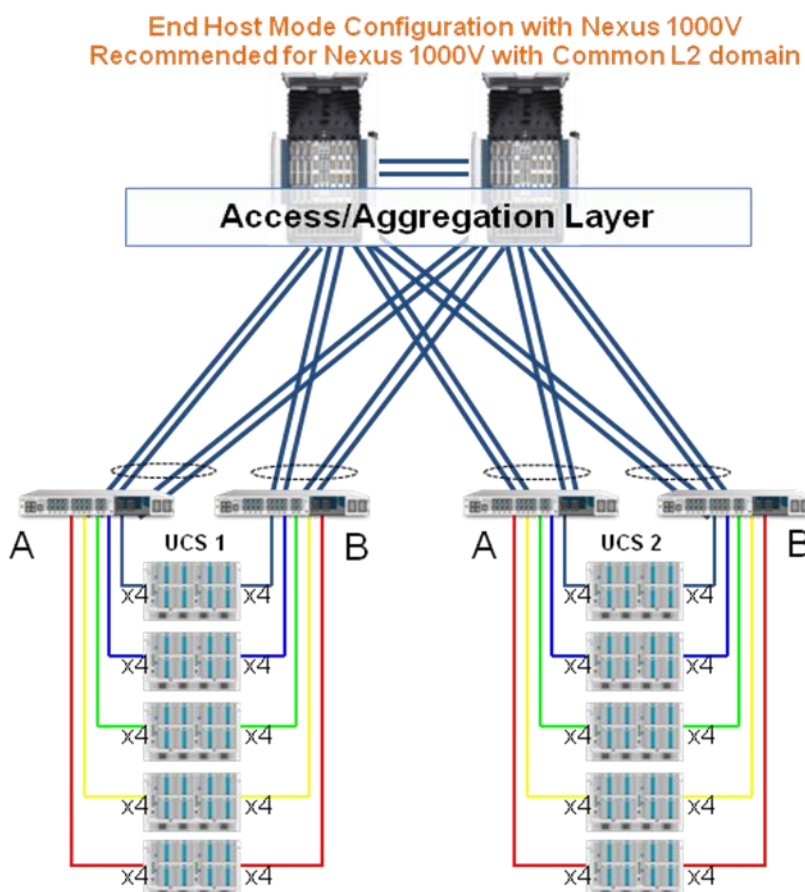 End Host Mode Configuration with Nexus 1000V
Recommended for Nexus 1000V with Common L2 domain
Access/Aggregation Layer
A UCS 1 B A UCS 2 B
x4 x4 x4 x4
x4 x4 x4 x4
x4 x4 x4 x4
x4 x4 x4 x4
x4 x4 x4 x4